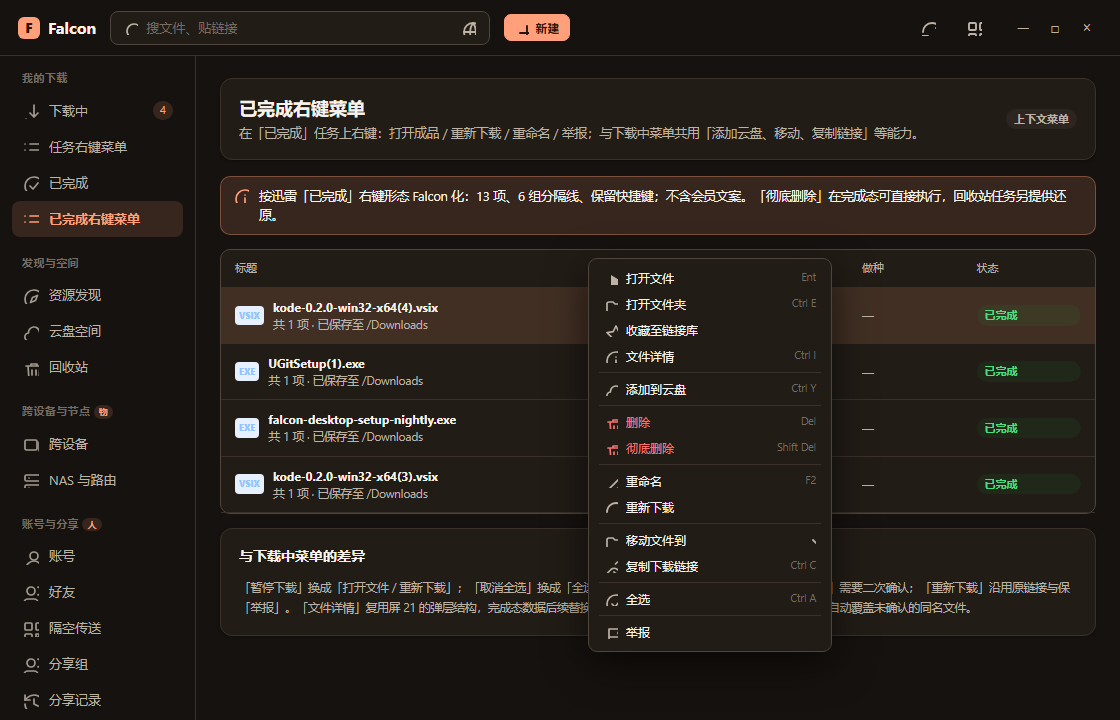 F Falcon
搜文件、贴链接
新建
我的下载
下载中 4
任务右键菜单
已完成
已完成右键菜单
发现与空间
资源发现
云盘空间
回收站
跨设备与节点 物
跨设备
NAS 与路由
账号与分享 人
账号
好友
隔空传送
分享组
分享记录
已完成右键菜单
在「已完成」任务上右键：打开成品 / 重新下载 / 重命名 / 举报；与下载中菜单共用「添加云盘、移动、复制链接」等能力。
上下文菜单
按迅雷「已完成」右键形态 Falcon 化：13 项、6 组分隔线、保留快捷键；不含会员文案。「彻底删除」在完成态可直接执行，回收站任务另提供还
原。
标题 做种 状态
VSIX kode-0.2.0-win32-x64(4).vsix
共 1 项 · 已保存至 /Downloads
— 已完成
EXE UGitSetup(1).exe
共 1 项 · 已保存至 /Downloads
— 已完成
EXE falcon-desktop-setup-nightly.exe
共 1 项 · 已保存至 /Downloads
— 已完成
VSIX kode-0.2.0-win32-x64(3).vsix
共 1 项 · 已保存至 /Downloads
— 已完成
打开文件 Ent
打开文件夹 Ctrl E
收藏至链接库
文件详情 Ctrl I
添加到云盘 Ctrl Y
删除 Del
彻底删除 Shift Del
重命名 F2
重新下载
移动文件到
复制下载链接 Ctrl C
全选 Ctrl A
举报
与下载中菜单的差异
「暂停下载」换成「打开文件 / 重新下载」；「取消全选」换成「全 」需要二次确认；「重新下载」沿用原链接与保
「举报」。「文件详情」复用屏 21 的弹层结构，完成态数据后续替换 自动覆盖未确认的同名文件。